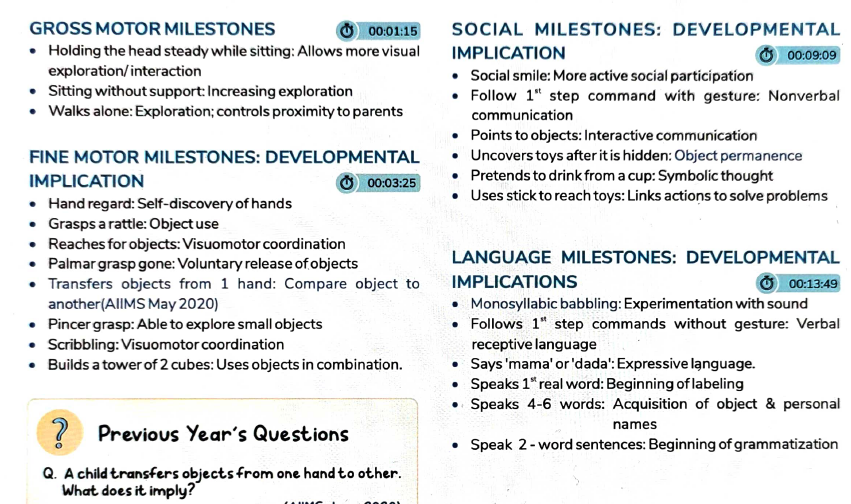 GROSS MOTOR MILESTONES 00:01:15
• Holding the head steady while sitting: Allows more visual
exploration/ interaction
• Sitting without support: Increasing exploration
• Walks alone: Exploration; controls proximity to parents
FINE MOTOR MILESTONES: DEVELOPMENTAL
IMPLICATION 00:03:25
• Hand regard: Self-discovery of hands
• Grasps a rattle: Object use
• Reaches for objects: Visuomotor coordination
• Palmar grasp gone: Voluntary release of objects
• Transfers objects from 1 hand: Compare object to
another(AIIMS May 2020)
• Pincer grasp: Able to explore small objects
• Scribbling: Visuomotor coordination
• Builds a tower of 2 cubes: Uses objects in combination.
? Previous Year's Questions
Q. A child transfers objects from one hand to other.
What does it imply?
SOCIAL MILESTONES: DEVELOPMENTAL
IMPLICATION 00:09:09
• Social smile: More active social participation
• Follow 1st step command with gesture: Nonverbal
communication
• Points to objects: Interactive communication
• Uncovers toys after it is hidden: Object permanence
• Pretends to drink from a cup: Symbolic thought
• Uses stick to reach toys: Links actions to solve problems
LANGUAGE MILESTONES: DEVELOPMENTAL
IMPLICATIONS 00:13:49
• Monosyllabic babbling: Experimentation with sound
• Follows 1st step commands without gesture: Verbal
receptive language
• Says 'mama' or 'dada': Expressive language.
• Speaks 1st real word: Beginning of labeling
• Speaks 4-6 words: Acquisition of object & personal
names
• Speak 2 - word sentences: Beginning of grammatization